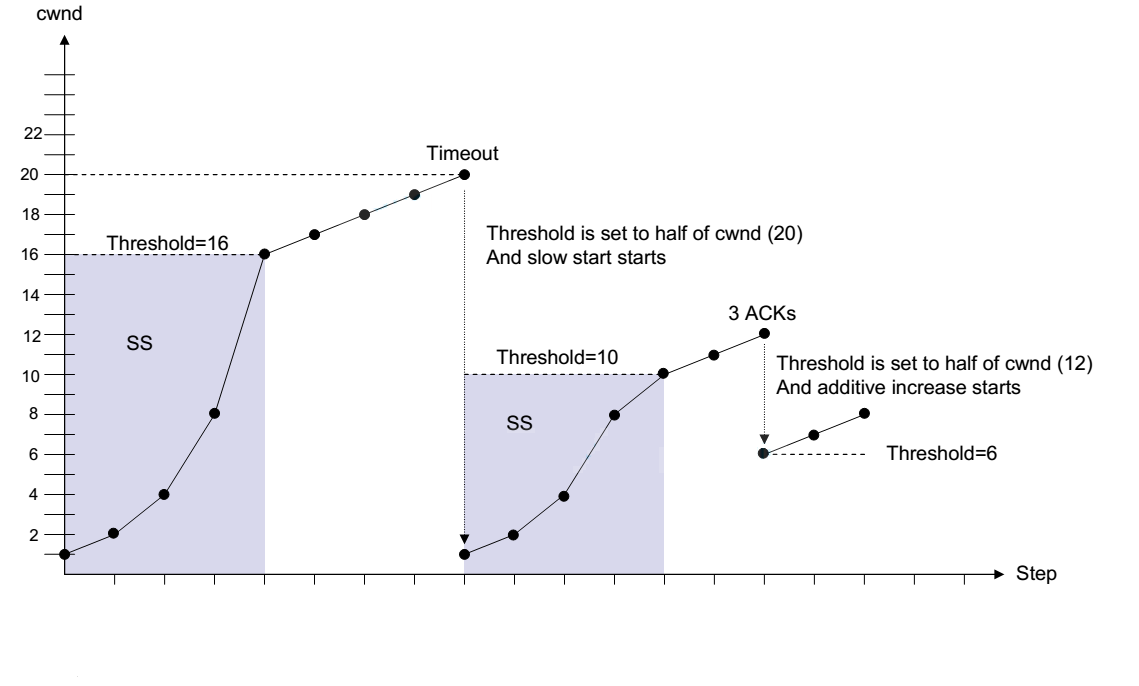 cwnd
22
20
Timeout
18
Threshold is set to half of cwnd (20)
And slow start starts
Threshold=16
16
14
SS
12
3 ACKs
Threshold=10
Threshold is set to half of cwnd (12)
And additive increase starts
10
SS
8
6
Threshold=6
4
2
Step